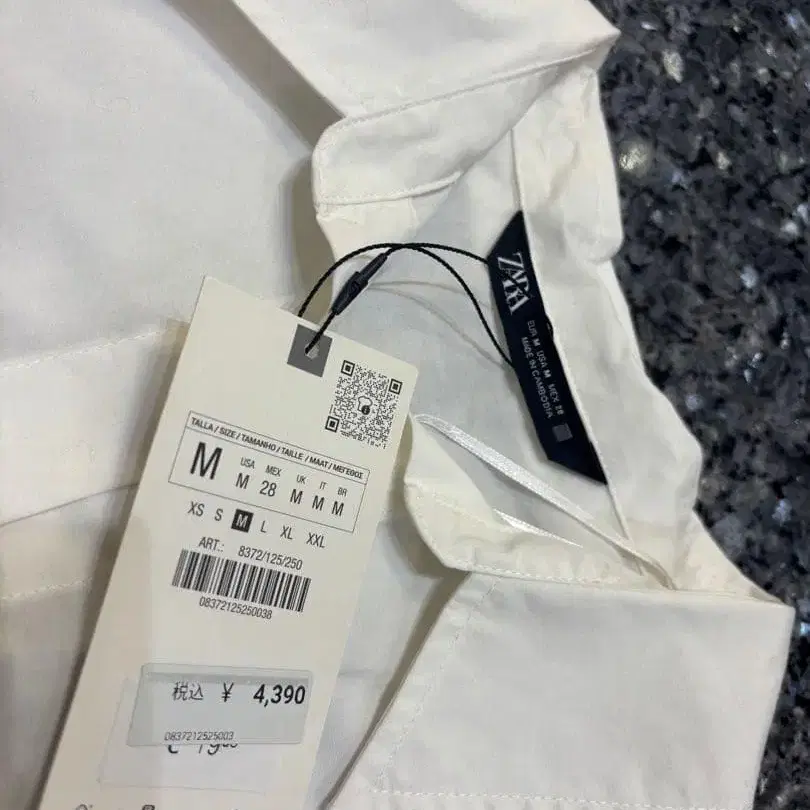 ZARA
EUR M USA M MEX 28
MADE IN CAMBODIA
TALLA / SIZE / TAMANHO / TAILLE / MAAT / ΜΕΓΕΘΟΣ
USA MEX UK IT BR
M M 28 M M M
XS S M L XL XXL
ART.: 8372/125/250
08372125250038
税込 ¥ 4,390
0837212525003